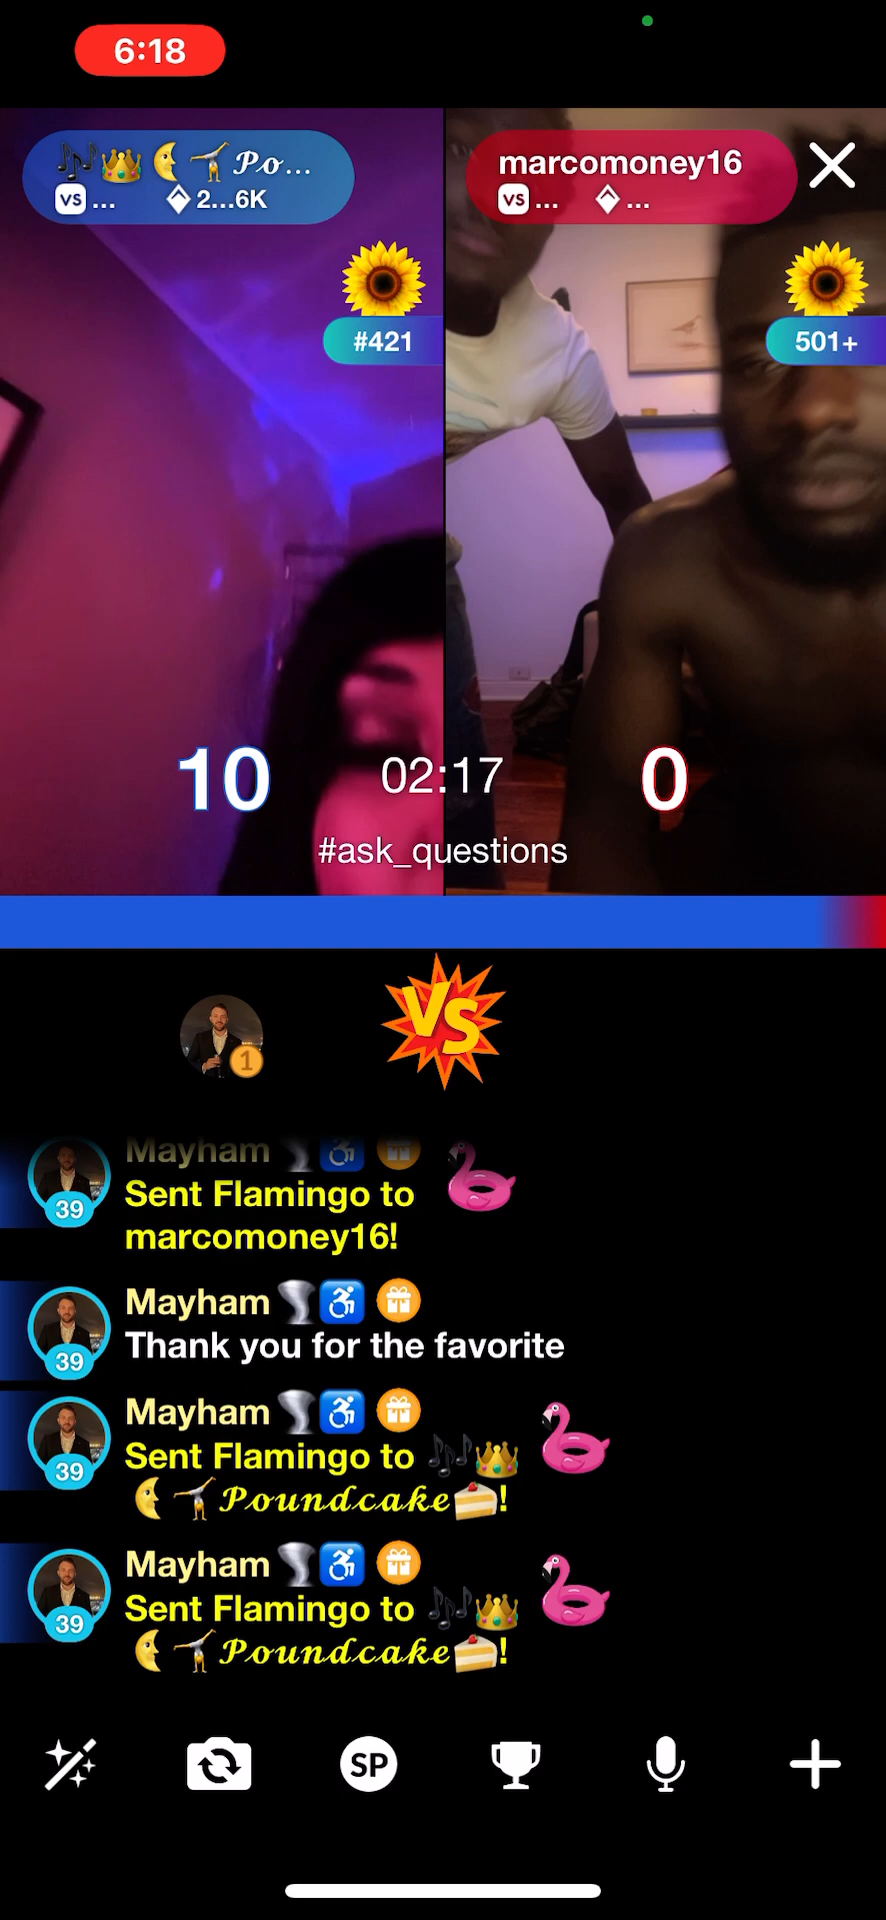 6:18
🎶👑🌛🤸𝓟𝓸...
VS ... 2...6K
marcomoney16
VS ... ...
#421
501+
10
02:17
0
#ask_questions
VS
1
Mayham 🌪️♿
Sent Flamingo to
marcomoney16!
39
Mayham 🌪️♿
Thank you for the favorite
39
Mayham 🌪️♿
Sent Flamingo to 🎶👑
🌛🤸𝓟𝓸𝓾𝓷𝓭𝓬𝓪𝓴𝓮🍰!
39
Mayham 🌪️♿
Sent Flamingo to 🎶👑
🌛🤸𝓟𝓸𝓾𝓷𝓭𝓬𝓪𝓴𝓮🍰!
39
SP